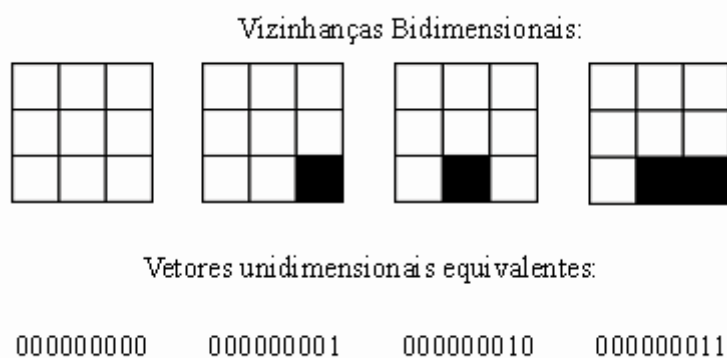 Vizinhanças Bidimensionais:
Vetores unidimensionais equivalentes:
000000000 000000001 000000010 000000011